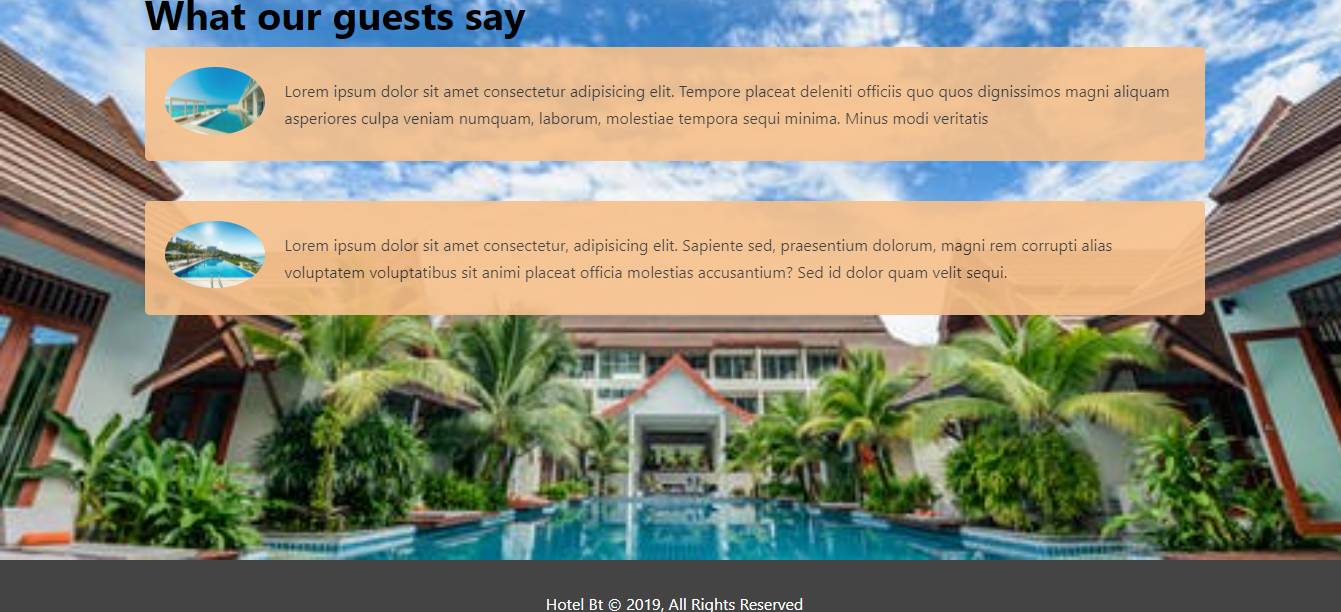 What our guests say
Lorem ipsum dolor sit amet consectetur adipisicing elit. Tempore placeat deleniti officiis quo quos dignissimos magni aliquam
asperiores culpa veniam numquam, laborum, molestiae tempora sequi minima. Minus modi veritatis
Lorem ipsum dolor sit amet consectetur, adipisicing elit. Sapiente sed, praesentium dolorum, magni rem corrupti alias
voluptatem voluptatibus sit animi placeat officia molestias accusantium? Sed id dolor quam velit sequi.
Hotel Bt © 2019, All Rights Reserved